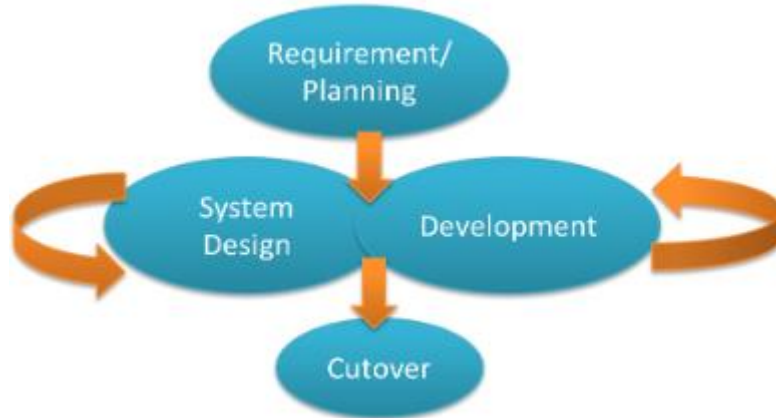 Requirement/
Planning
System
Design
Development
Cutover